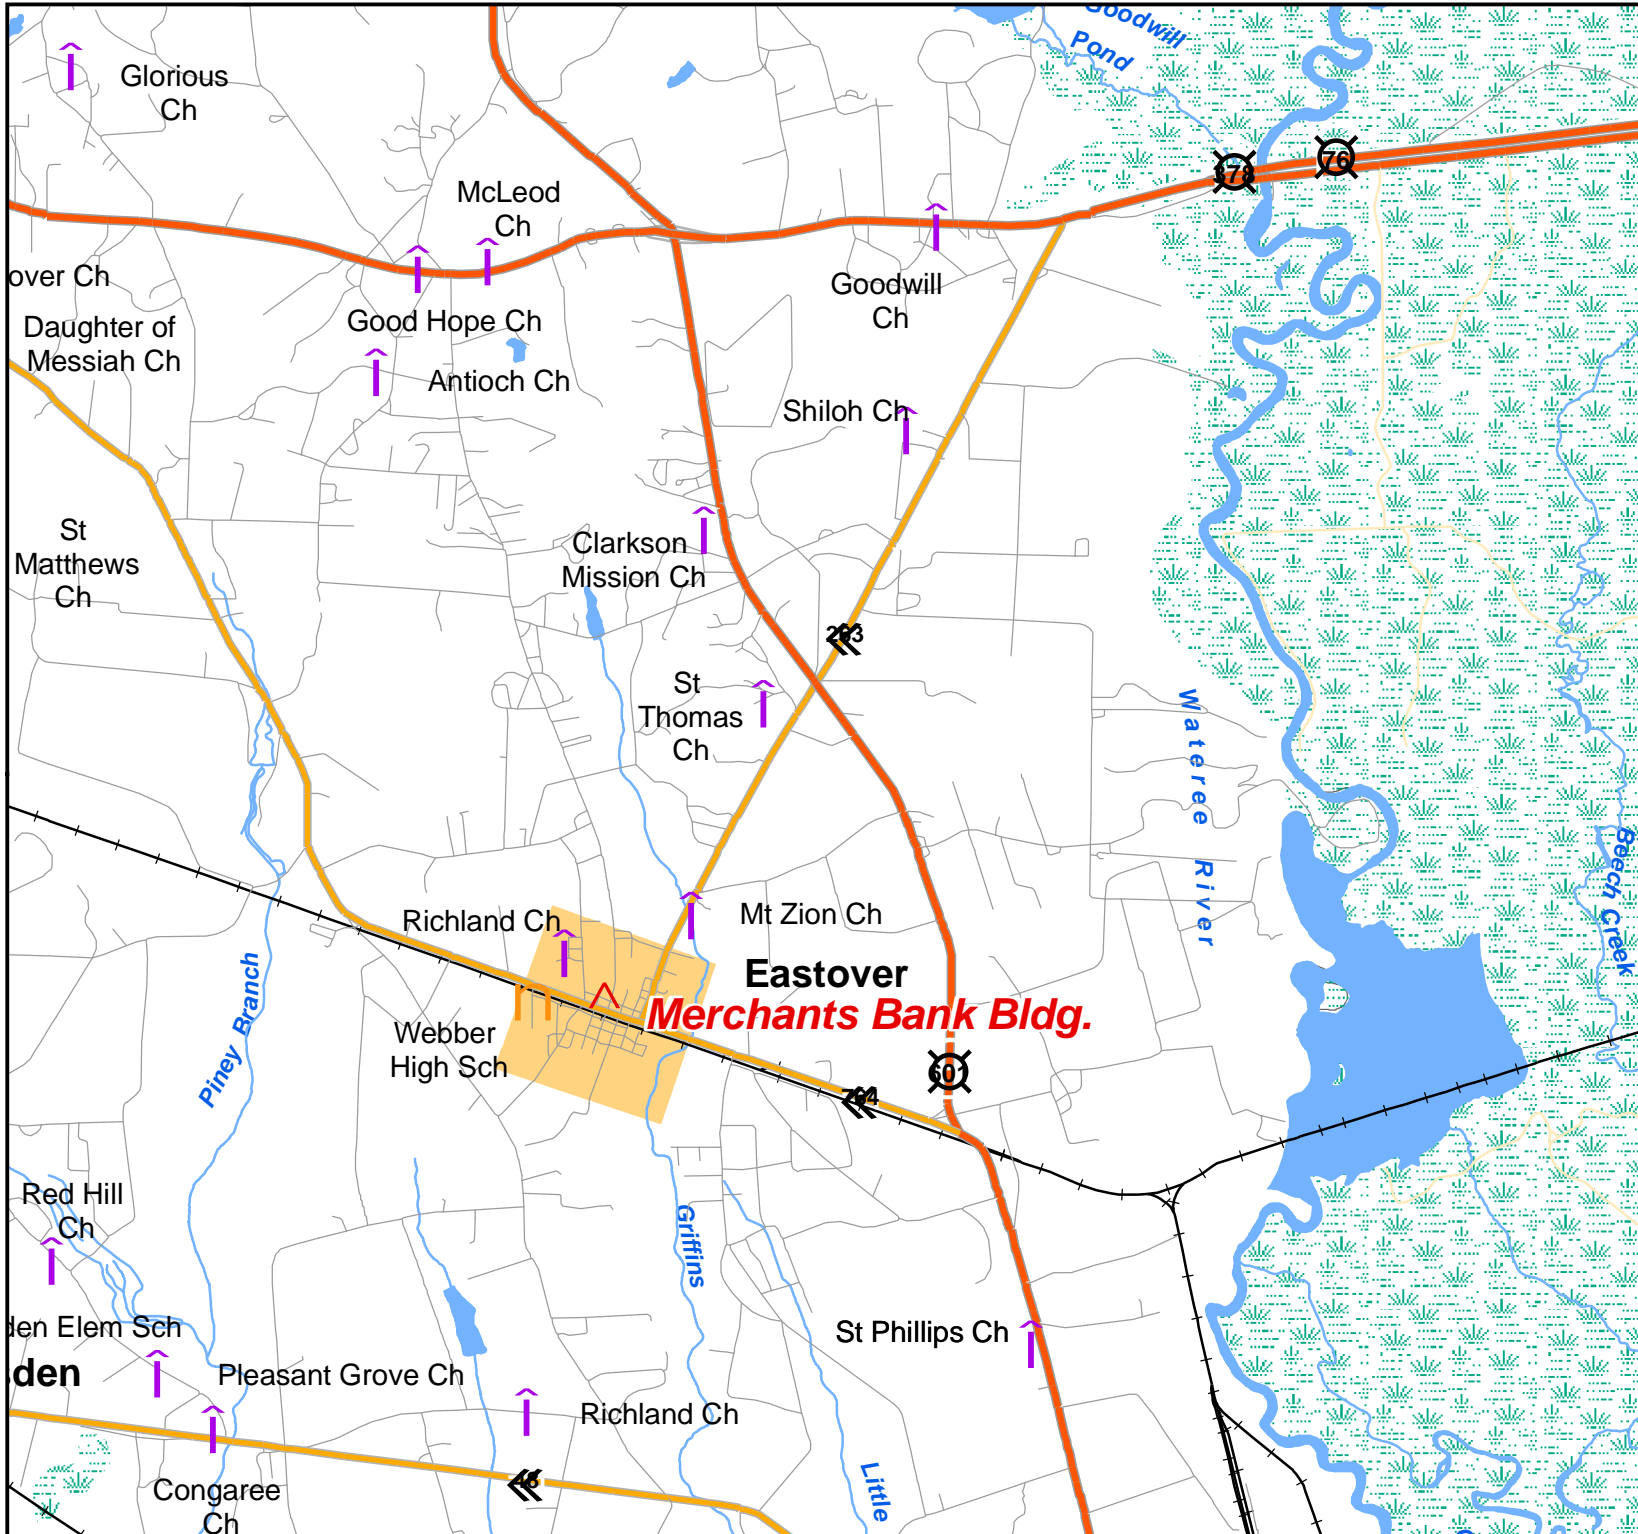 Goodwill
Pond
Glorious
Ch
378
76
McLeod
Ch
over Ch
Goodwill
Ch
Daughter of
Messiah Ch
Good Hope Ch
Antioch Ch
Shiloh Ch
St
Matthews
Ch
Clarkson
Mission Ch
263
St
Thomas
Ch
Wateree River
Beech Creek
Richland Ch
Mt Zion Ch
Eastover
Merchants Bank Bldg.
Piney Branch
Webber
High Sch
601
764
Red Hill
Ch
Griffins
den Elem Sch
den
St Phillips Ch
Pleasant Grove Ch
Richland Ch
48
Little
Congaree
Ch